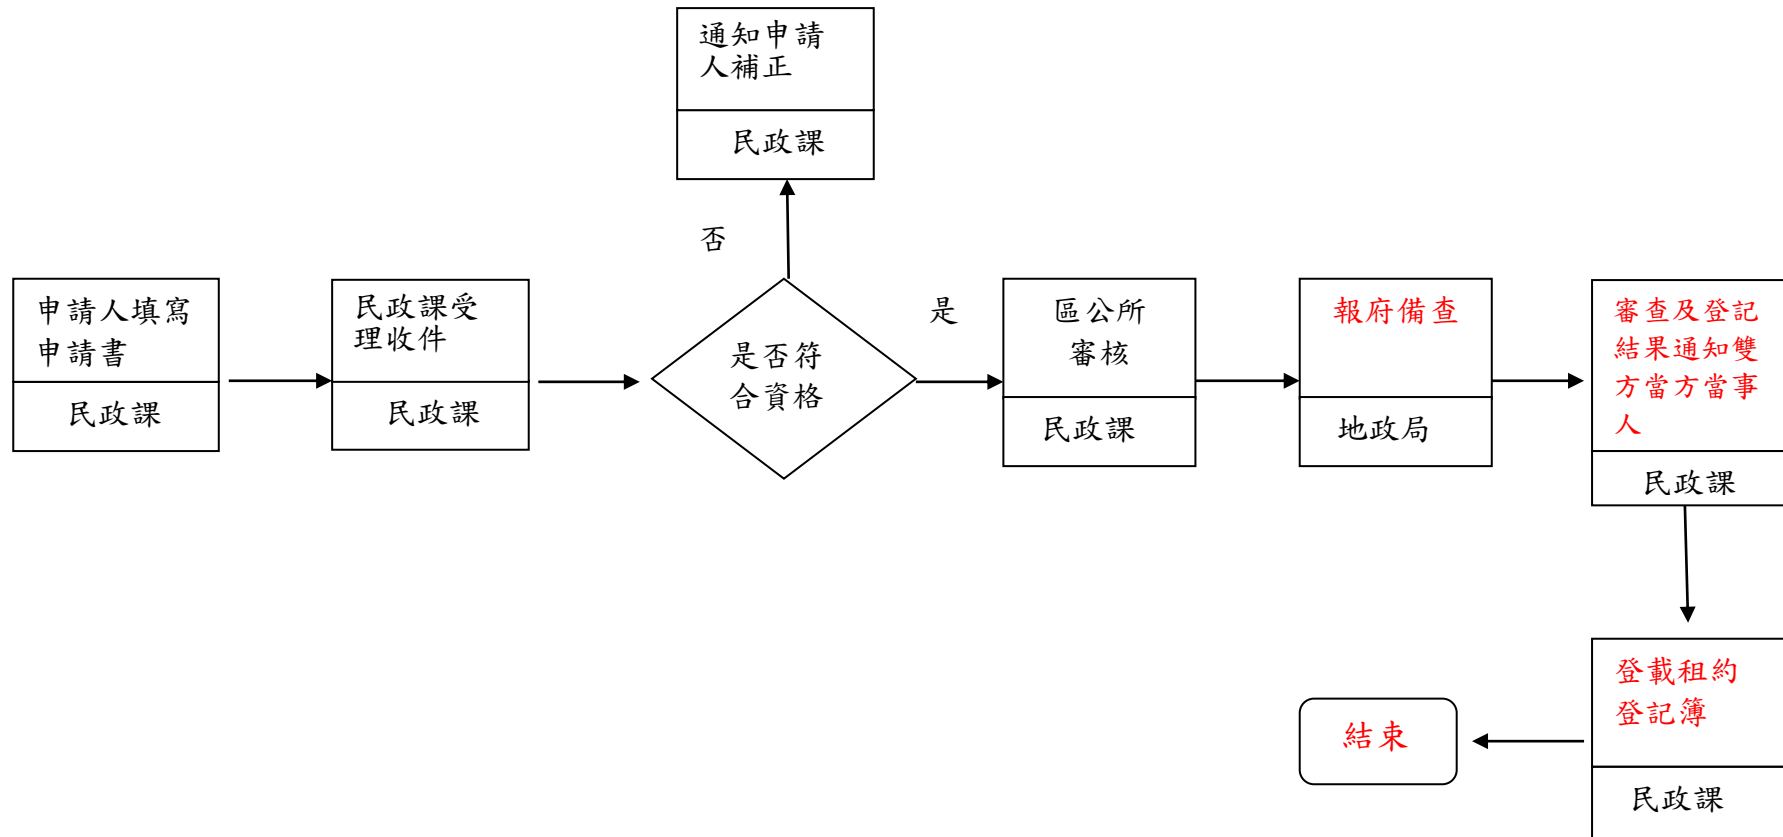 通知申請
人補正
民政課
否
申請人填寫
申請書
民政課
民政課受
理收件
民政課
是否符
合資格
是
區公所
審核
民政課
報府備查
地政局
審查及登記
結果通知雙
方當方當事
人
民政課
登載租約
登記簿
民政課
結束